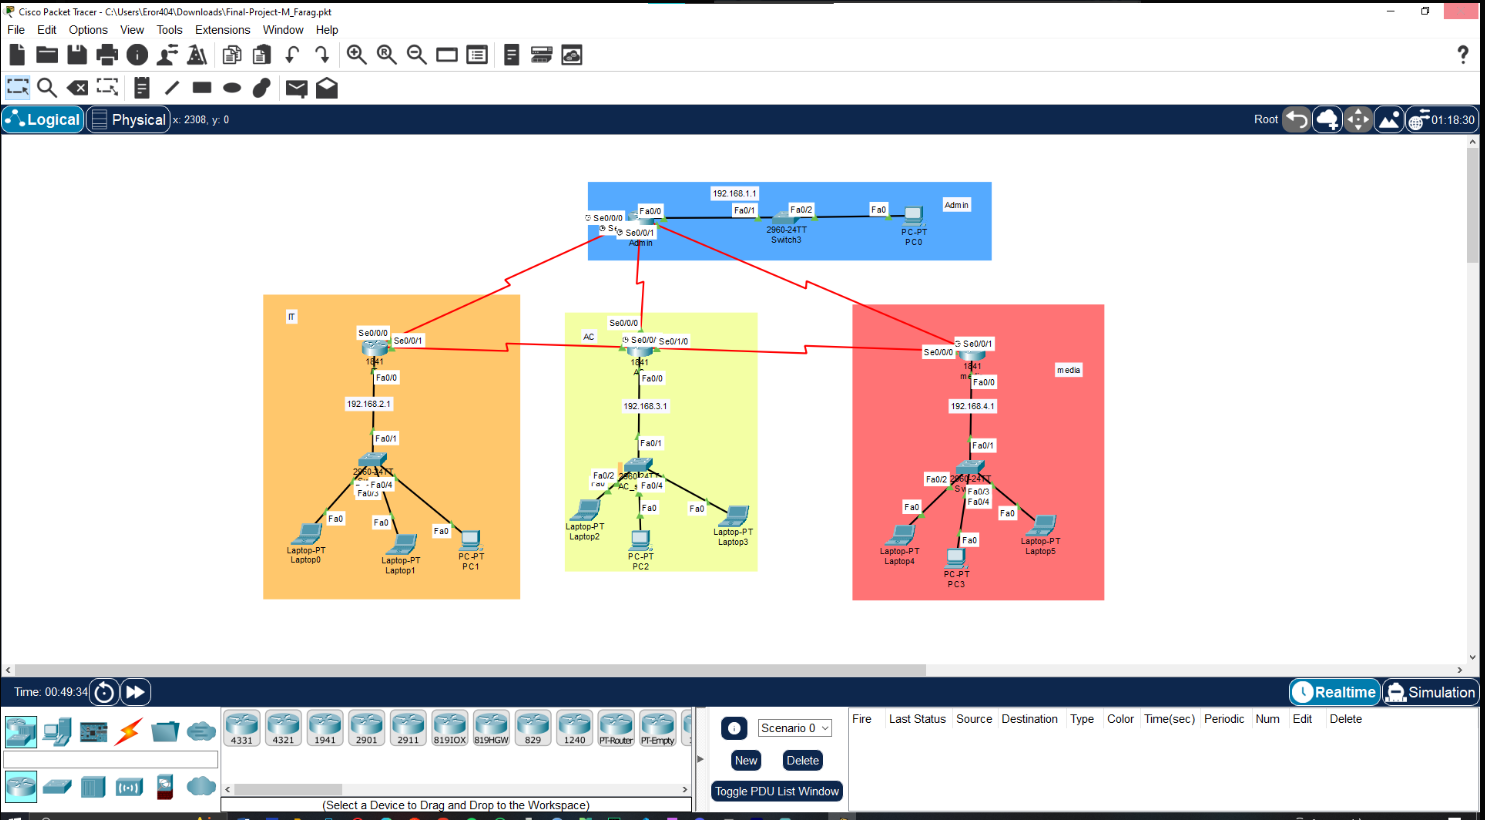 Cisco Packet Tracer - C:\Users\Eror404\Downloads\Final-Project-M_Farag.pkt
File Edit Options View Tools Extensions Window Help
?
Logical Physical x: 2308, y: 0 Root 01:18:30
192.168.1.1
Se0/0/0 Fa0/0 Fa0/1 Fa0/2 Fa0 Admin
Se0/0/1
Admin
2960-24TT
Switch3
PC-PT
PC0
IT
Se0/0/0
Se0/0/1
1841
Fa0/0
192.168.2.1
Fa0/1
2960-24TT
Fa0/4
Fa0/3
Fa0
Fa0
Fa0
Laptop-PT
Laptop0
Laptop-PT
Laptop1
PC-PT
PC1
AC
Se0/0/0
Se0/0/ Se0/1/0
1841
Fa0/0
192.168.3.1
Fa0/1
Fa0/2 2960-24TT
Fa0 Fa0/4
Fa0
Fa0
Laptop-PT
Laptop2
PC-PT
PC2
Laptop-PT
Laptop3
media
Se0/0/1
Se0/0/0
1841
Fa0/0
192.168.4.1
Fa0/1
Fa0/2 2960-24TT
Fa0/3
Fa0/4
Fa0
Fa0
Fa0
Laptop-PT
Laptop4
PC-PT
PC3
Laptop-PT
Laptop5
Time: 00:49:34 Realtime Simulation
4331 4321 1941 2901 2911 819IOX 819HGW 829 1240 PT-Router PT-Empty
(Select a Device to Drag and Drop to the Workspace)
Scenario 0
New Delete
Toggle PDU List Window
Fire Last Status Source Destination Type Color Time(sec) Periodic Num Edit Delete